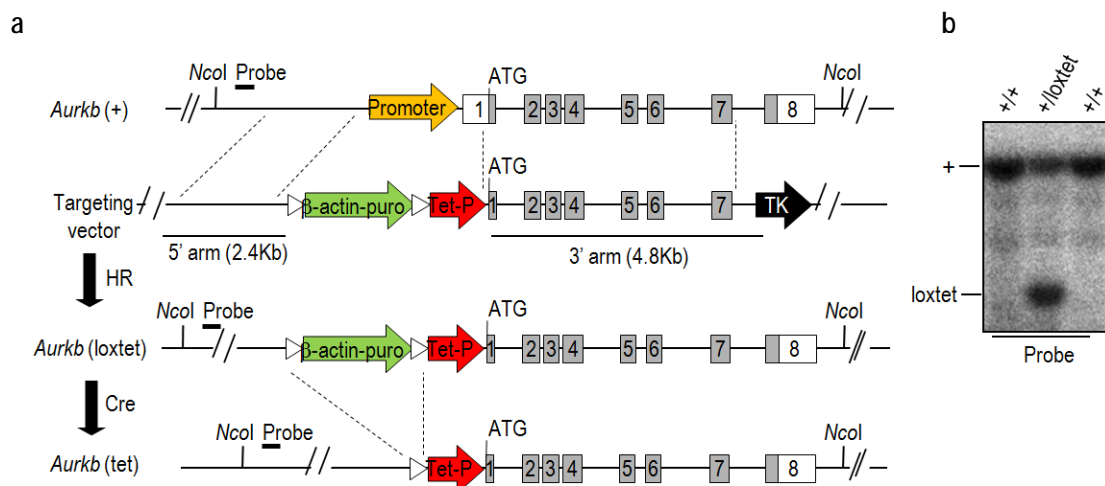 a
NcoI Probe ATG NcoI
Aurkb (+) Promoter 1 2 3 4 5 6 7 8
ATG
Targeting vector β-actin-puro Tet-P 1 2 3 4 5 6 7 TK
5' arm (2.4Kb) 3' arm (4.8Kb)
HR
NcoI Probe ATG NcoI
Aurkb (loxtet) β-actin-puro Tet-P 1 2 3 4 5 6 7 8
Cre
NcoI Probe ATG NcoI
Aurkb (tet) Tet-P 1 2 3 4 5 6 7 8
b
+/+ +/loxtet +/+
+
loxtet
Probe